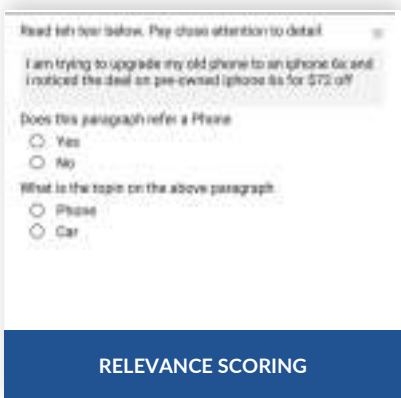 Read teh text below. Pay close attention to detail
I am trying to upgrade my old phone to an iphone 6s and
i noticed the deal on pre-owned iphone 6s for $72 off
Does this paragraph refer a Phone
Yes
No
What is the topin on the above paragraph
Phone
Car
RELEVANCE SCORING